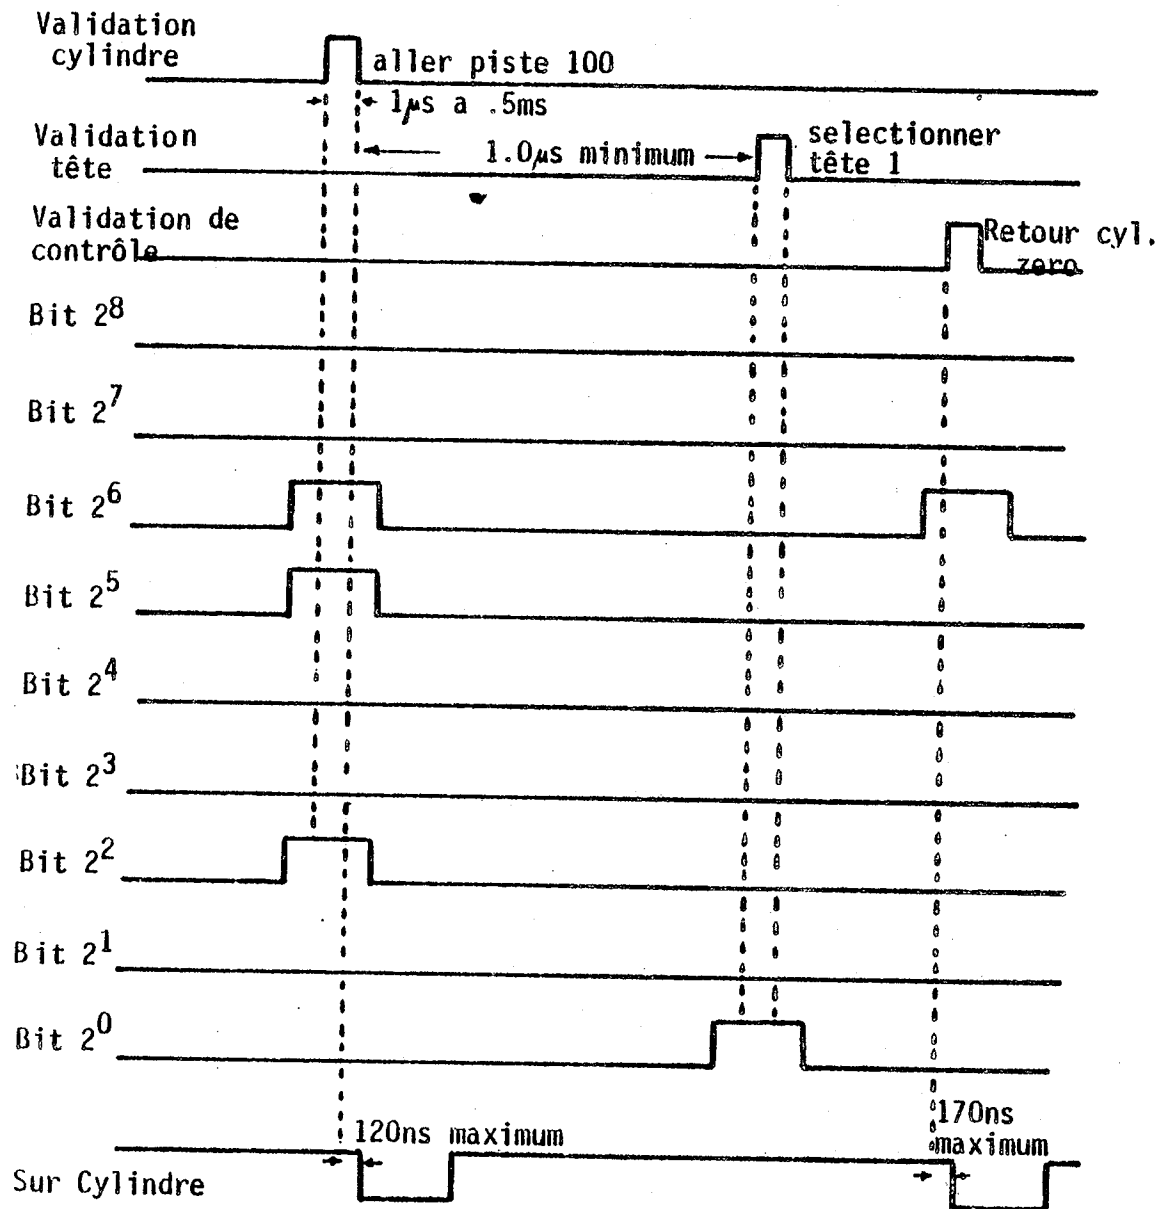 Validation
cylindre
aller piste 100
1µs a .5ms
Validation
tête
1.0µs minimum
selectionner
tête 1
Validation de
contrôle
Retour cyl.
zero
Bit 2⁸
Bit 2⁷
Bit 2⁶
Bit 2⁵
Bit 2⁴
Bit 2³
Bit 2²
Bit 2¹
Bit 2⁰
120ns maximum
170ns
maximum
Sur Cylindre